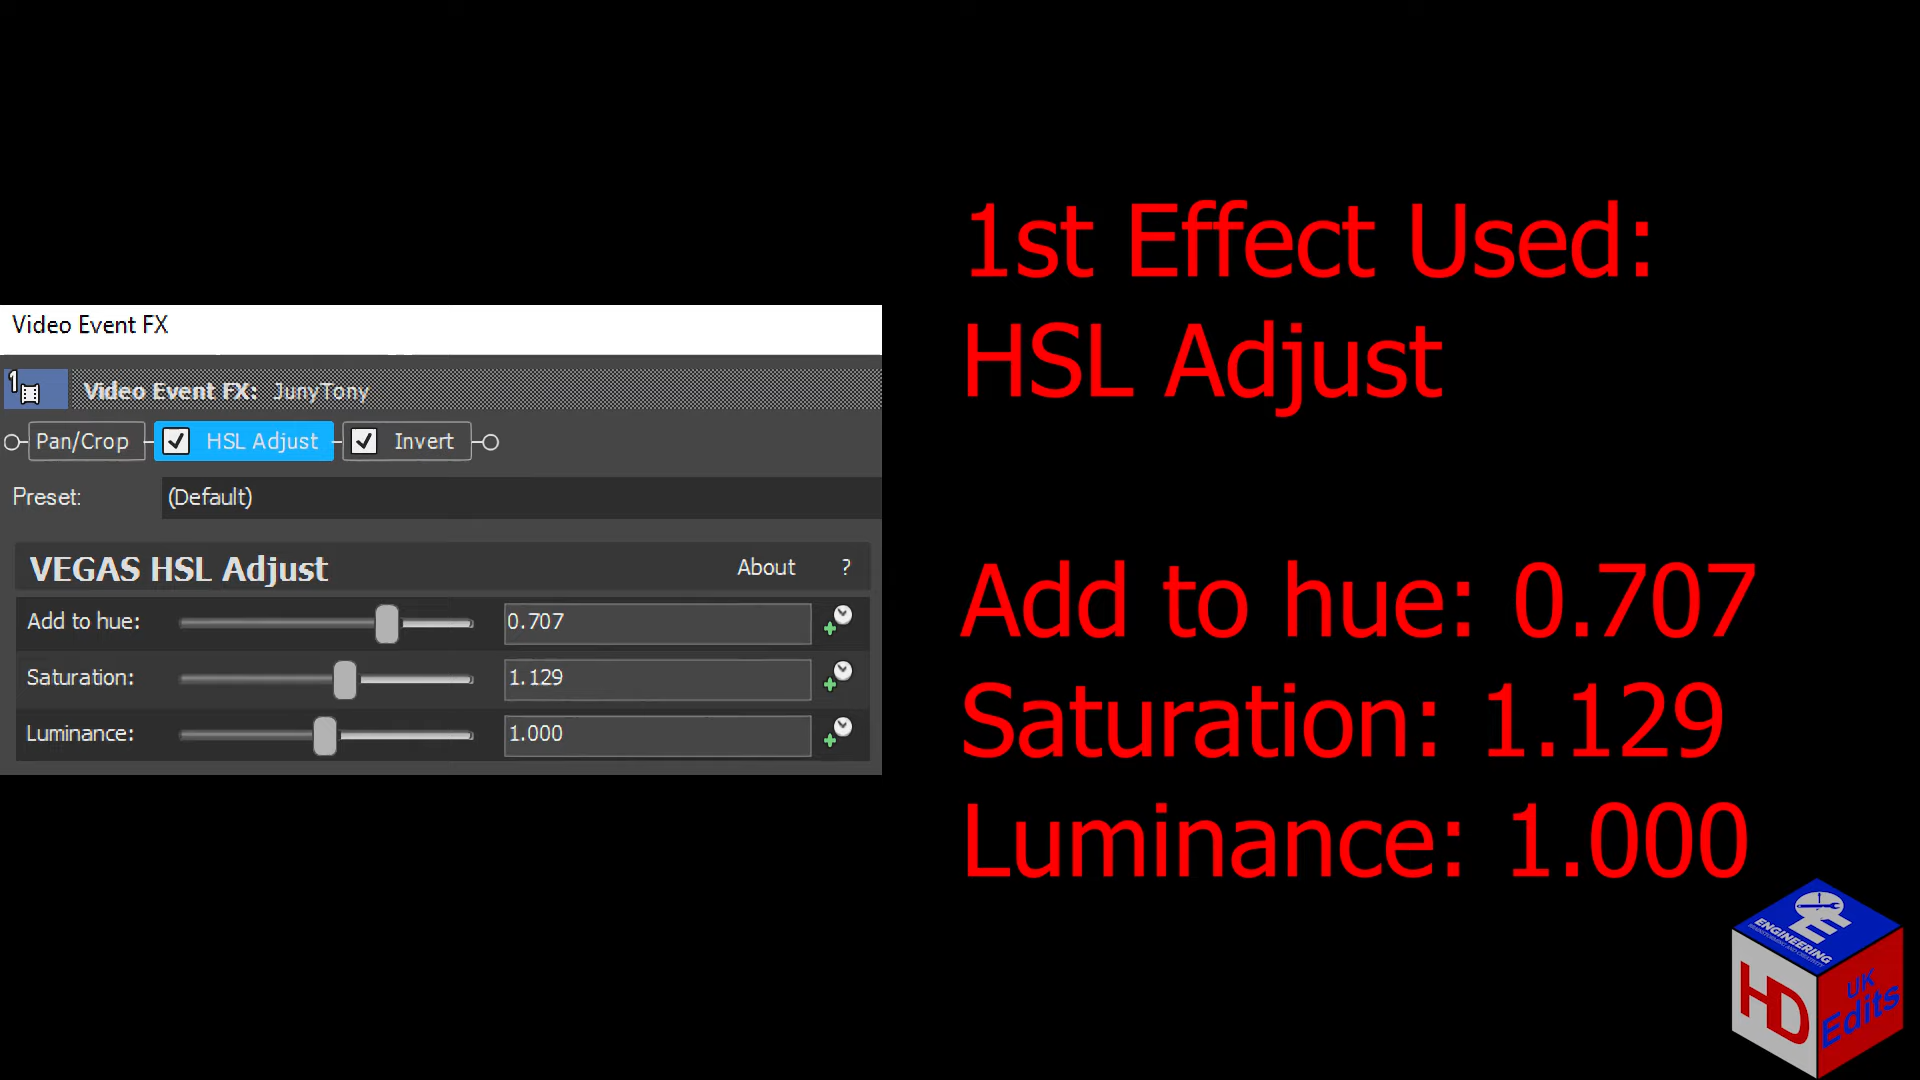 1st Effect Used:
HSL Adjust
Add to hue: 0.707
Saturation: 1.129
Luminance: 1.000
Video Event FX
1
Video Event FX: JunyTony
Pan/Crop HSL Adjust Invert
Preset: (Default)
VEGAS HSL Adjust About ?
Add to hue: 0.707
Saturation: 1.129
Luminance: 1.000
E
ENGINEERING
HD
UK
Edits